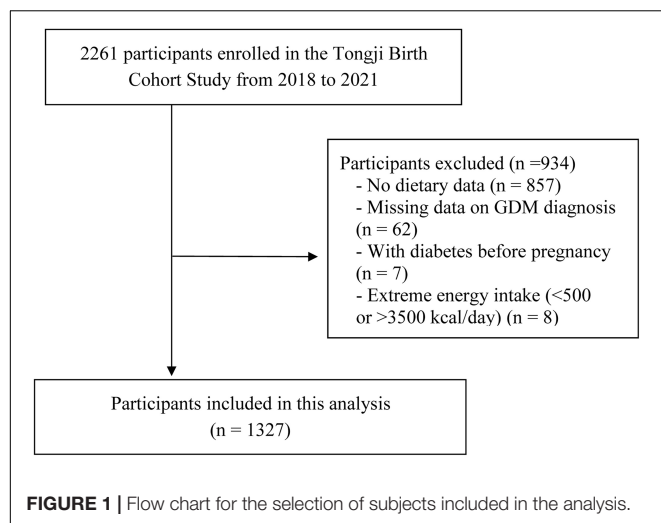 2261 participants enrolled in the Tongji Birth
Cohort Study from 2018 to 2021
Participants excluded (n =934)
- No dietary data (n = 857)
- Missing data on GDM diagnosis
(n = 62)
- With diabetes before pregnancy
(n = 7)
- Extreme energy intake (<500
or >3500 kcal/day) (n = 8)
Participants included in this analysis
(n = 1327)
FIGURE 1 | Flow chart for the selection of subjects included in the analysis.